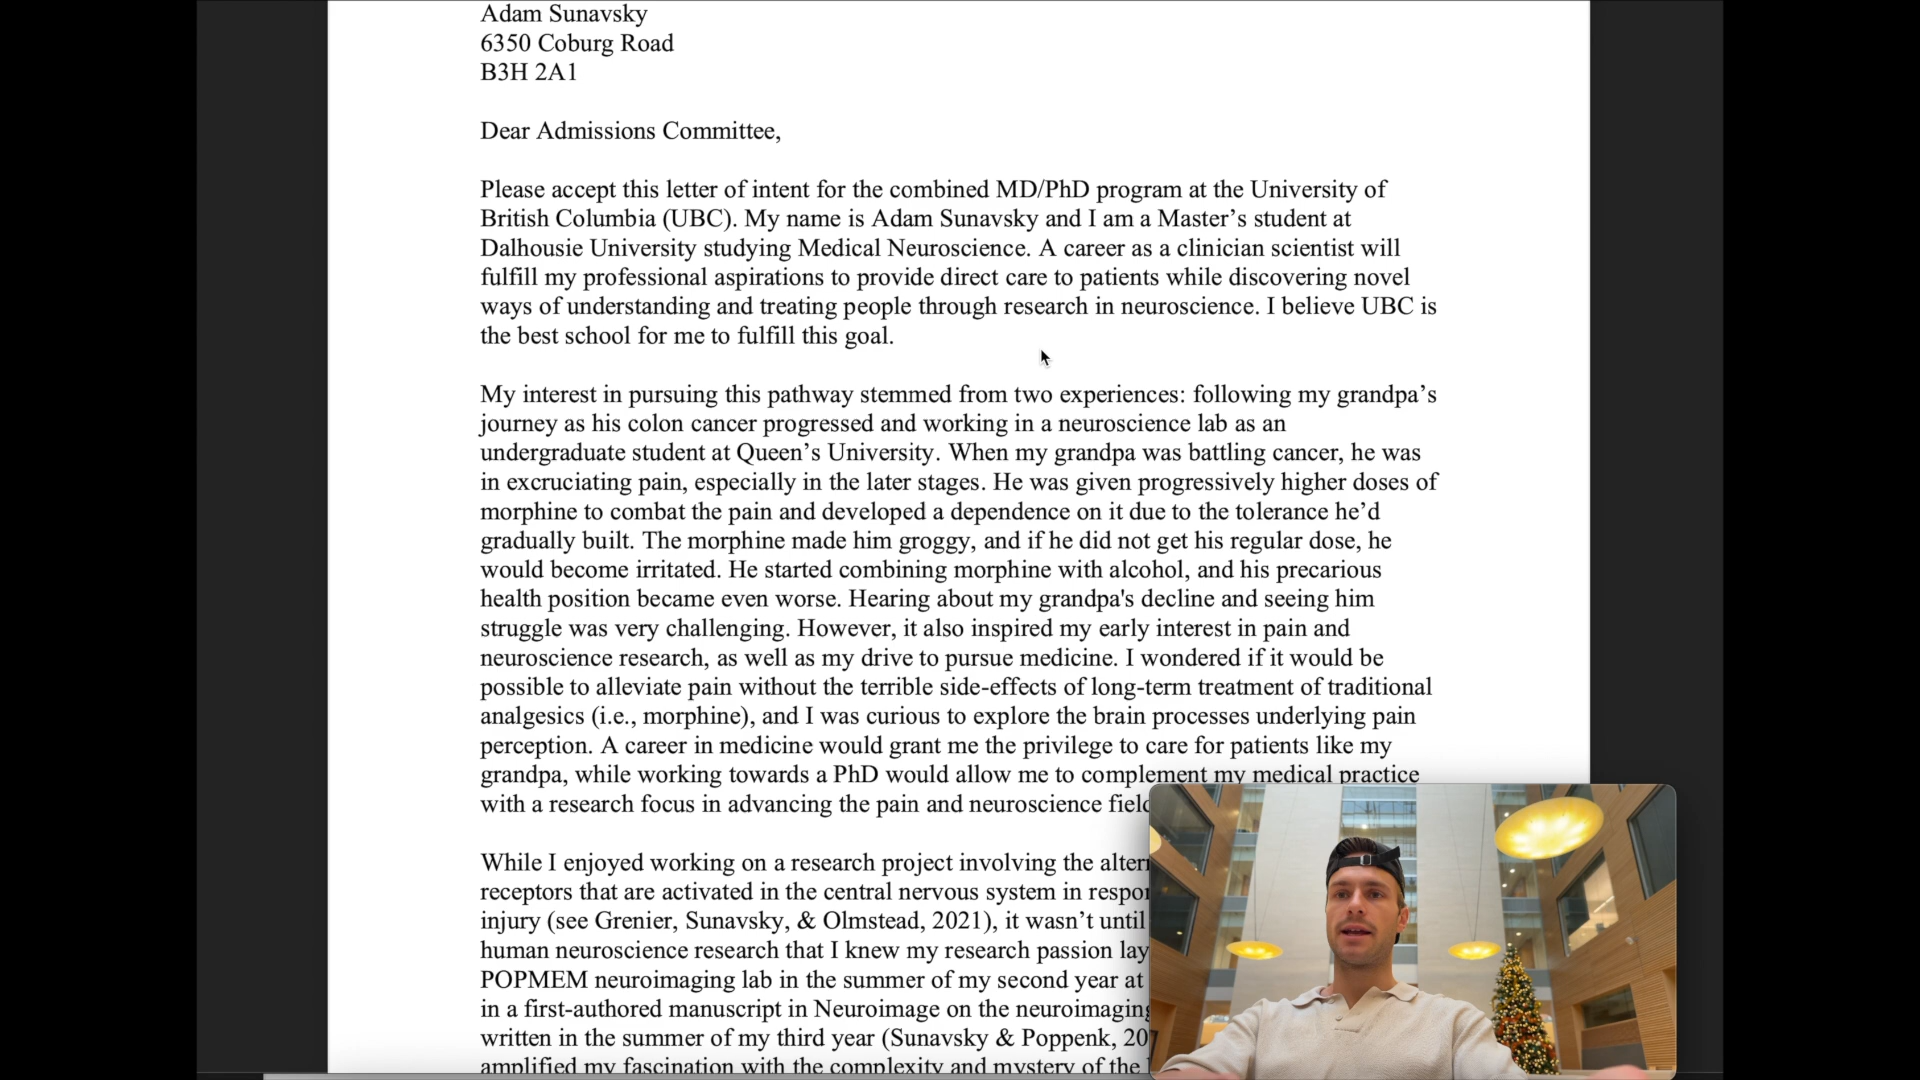 Adam Sunavsky
6350 Coburg Road
B3H 2A1
Dear Admissions Committee,
Please accept this letter of intent for the combined MD/PhD program at the University of
British Columbia (UBC). My name is Adam Sunavsky and I am a Master’s student at
Dalhousie University studying Medical Neuroscience. A career as a clinician scientist will
fulfill my professional aspirations to provide direct care to patients while discovering novel
ways of understanding and treating people through research in neuroscience. I believe UBC is
the best school for me to fulfill this goal.
My interest in pursuing this pathway stemmed from two experiences: following my grandpa’s
journey as his colon cancer progressed and working in a neuroscience lab as an
undergraduate student at Queen’s University. When my grandpa was battling cancer, he was
in excruciating pain, especially in the later stages. He was given progressively higher doses of
morphine to combat the pain and developed a dependence on it due to the tolerance he’d
gradually built. The morphine made him groggy, and if he did not get his regular dose, he
would become irritated. He started combining morphine with alcohol, and his precarious
health position became even worse. Hearing about my grandpa's decline and seeing him
struggle was very challenging. However, it also inspired my early interest in pain and
neuroscience research, as well as my drive to pursue medicine. I wondered if it would be
possible to alleviate pain without the terrible side-effects of long-term treatment of traditional
analgesics (i.e., morphine), and I was curious to explore the brain processes underlying pain
perception. A career in medicine would grant me the privilege to care for patients like my
grandpa, while working towards a PhD would allow me to complement my medical practice
with a research focus in advancing the pain and neuroscience
While I enjoyed working on a research project involving the
receptors that are activated in the central nervous system in
injury (see Grenier, Sunavsky, & Olmstead, 2021), it wasn’t until
human neuroscience research that I knew my research passion lay
POPMEM neuroimaging lab in the summer of my second year at
in a first-authored manuscript in Neuroimage on the neuroimaging
written in the summer of my third year (Sunavsky & Poppenk, 20
amplified my fascination with the complexity and mystery of the